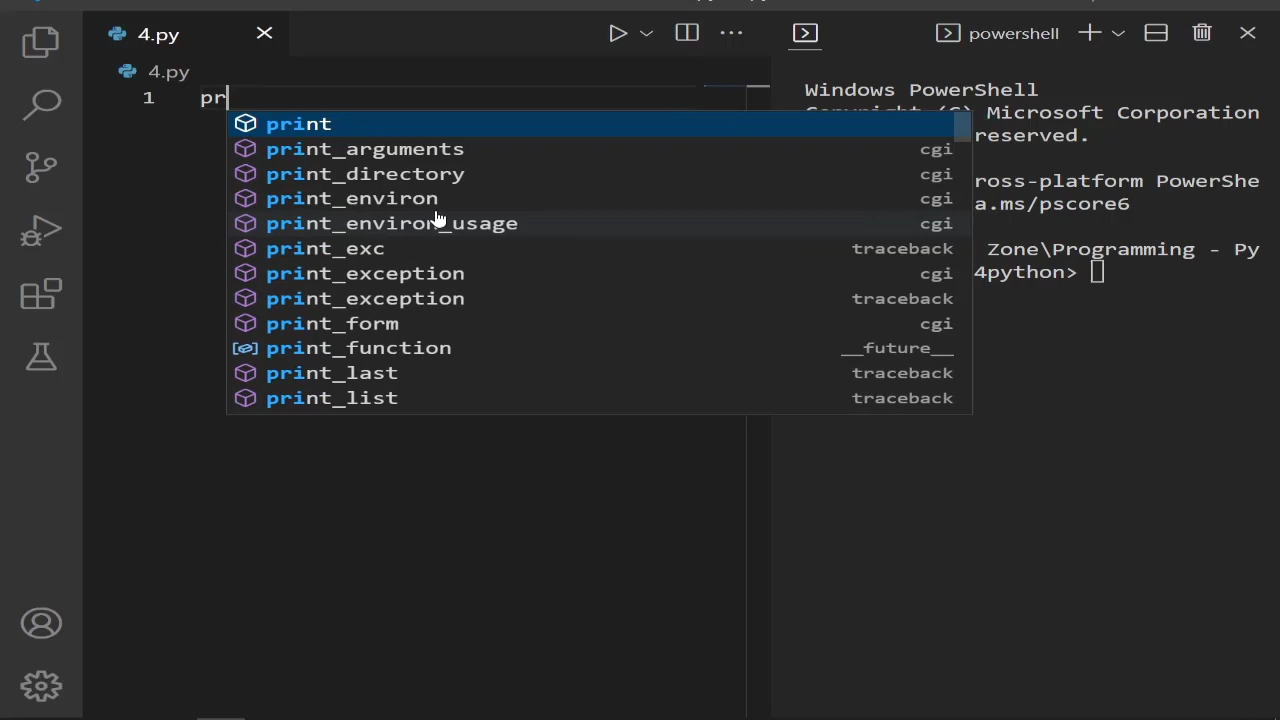 4.py
powershell
4.py
1 pr
print
print_arguments cgi
print_directory cgi
print_environ cgi
print_environ_usage cgi
print_exc traceback
print_exception cgi
print_exception traceback
print_form cgi
print_function __future__
print_last traceback
print_list traceback
Windows PowerShell
Microsoft Corporation
reserved.
ross-platform PowerShe
a.ms/pscore6
Zone\Programming - Py
4python>